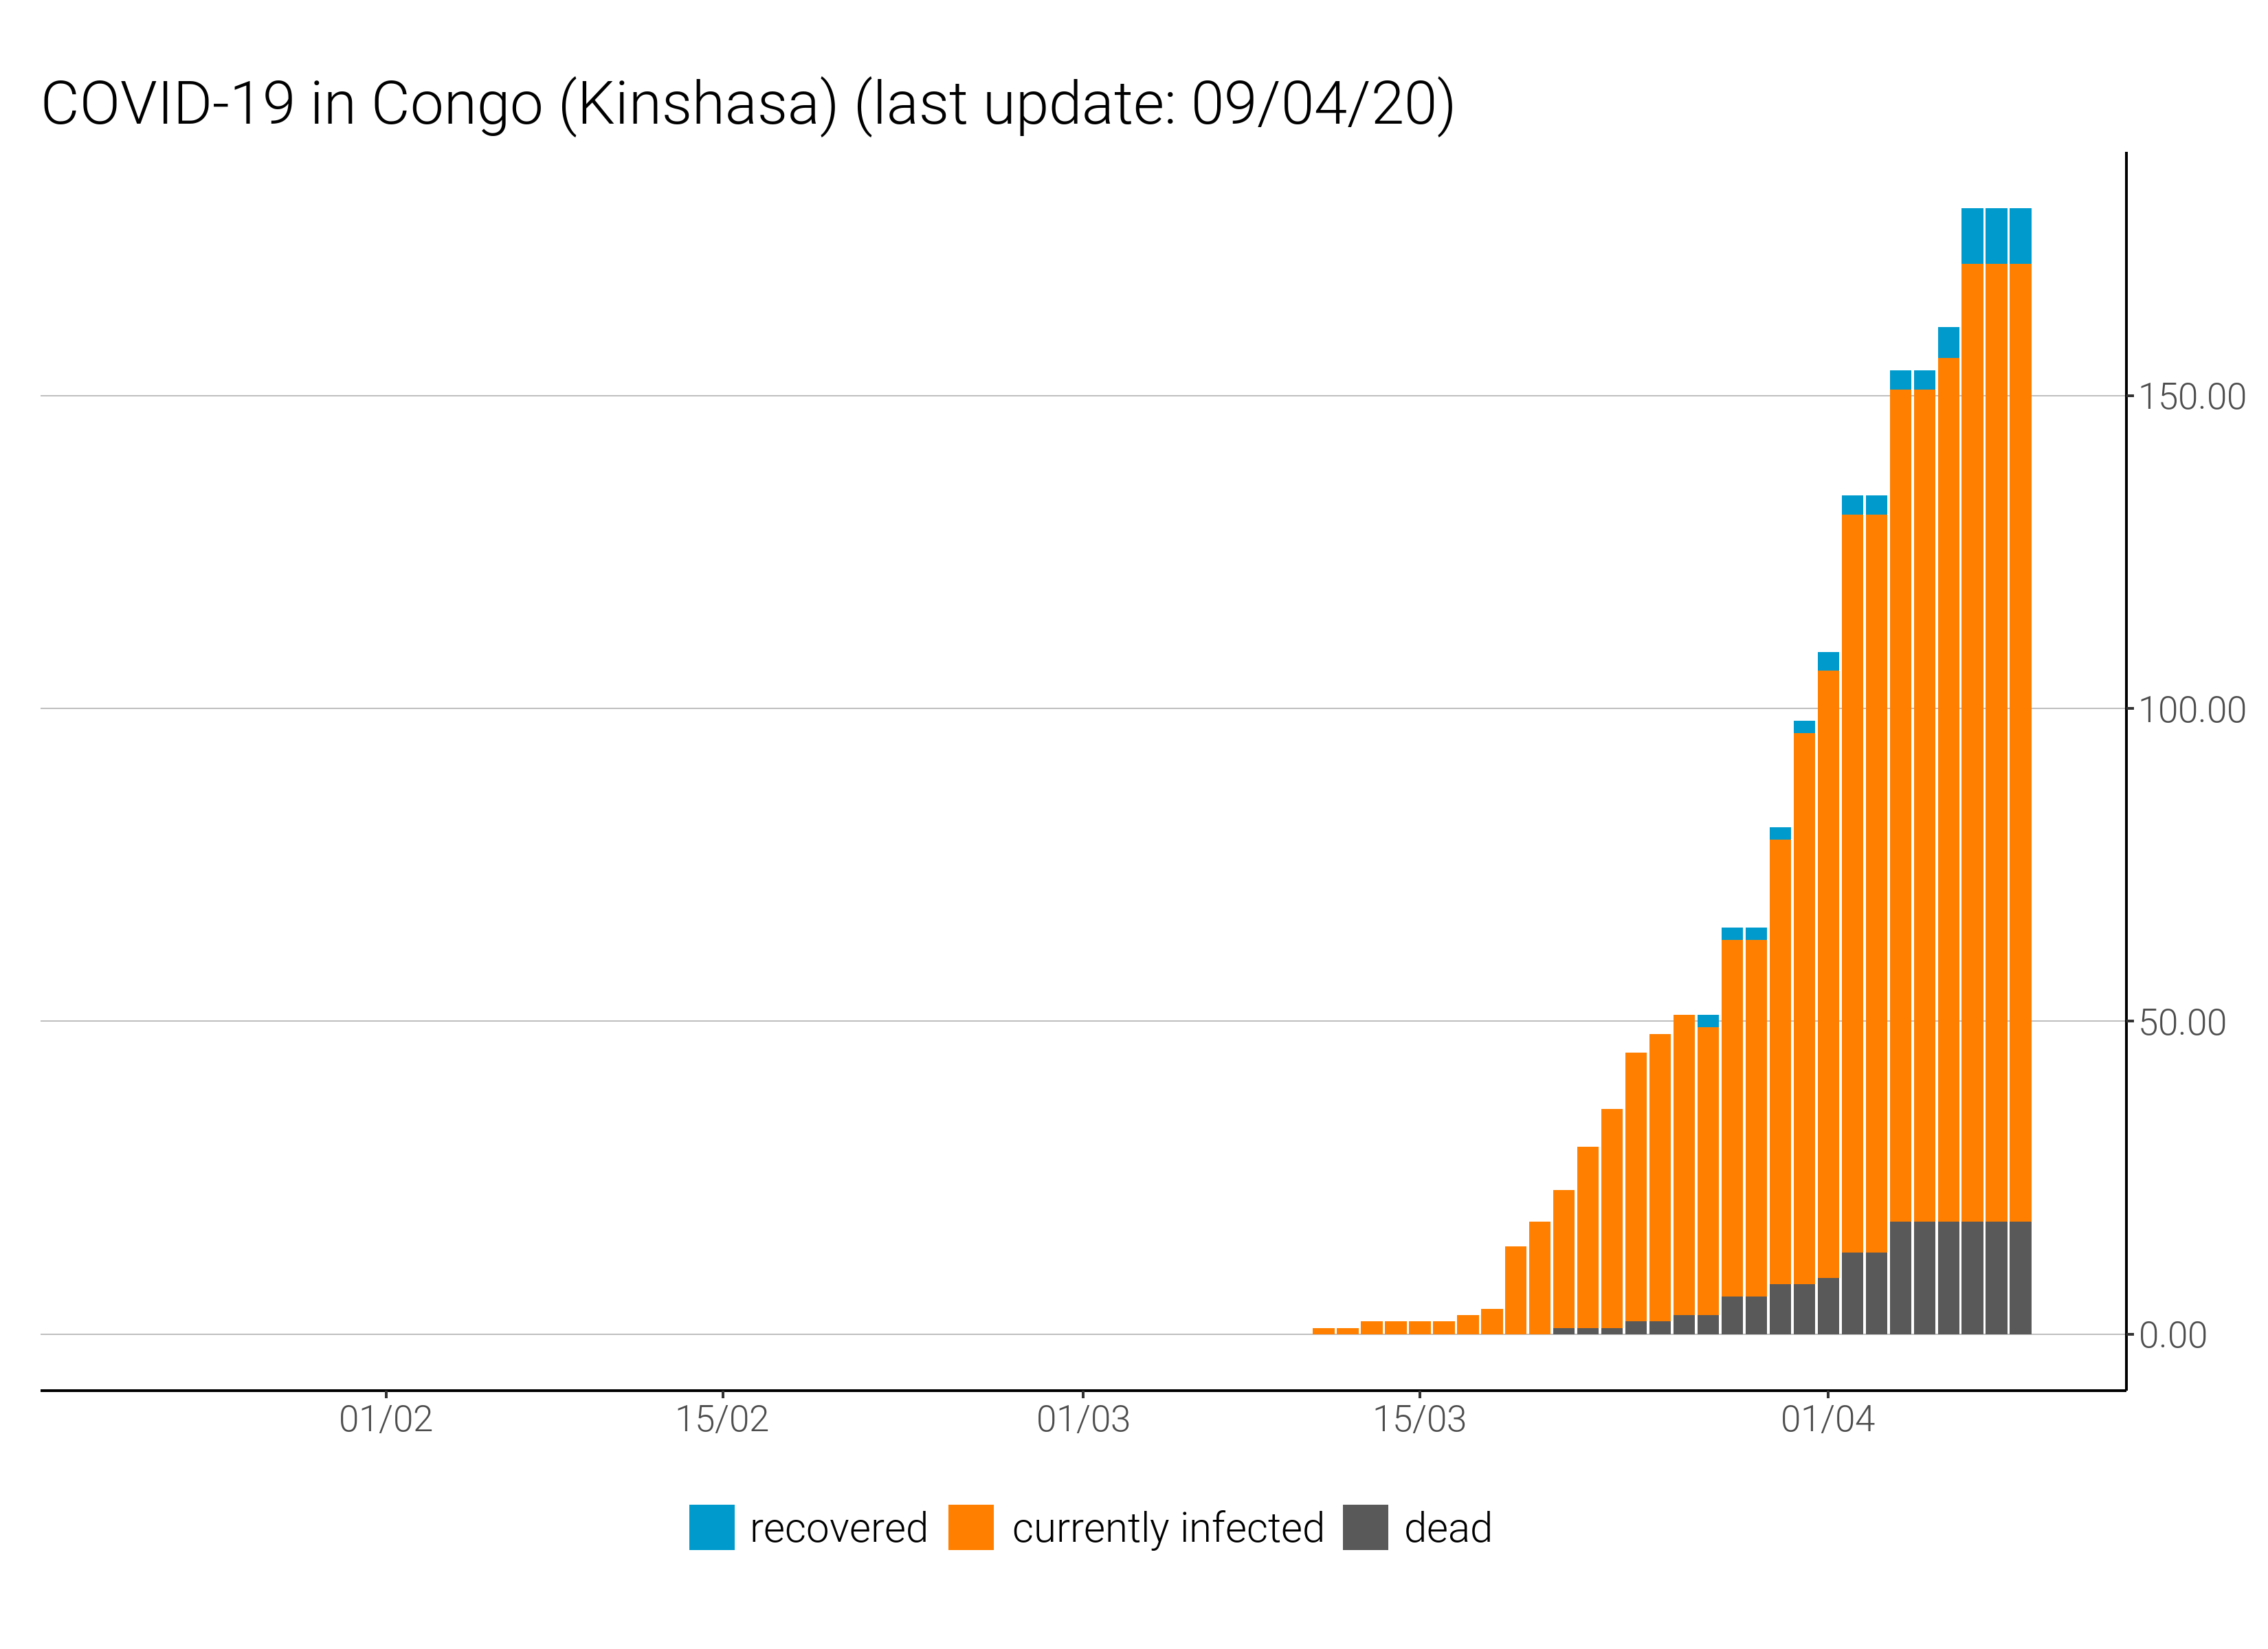 COVID-19 in Congo (Kinshasa) (last update: 09/04/20)
150.00
100.00
50.00
0.00
01/02 15/02 01/03 15/03 01/04
recovered currently infected dead